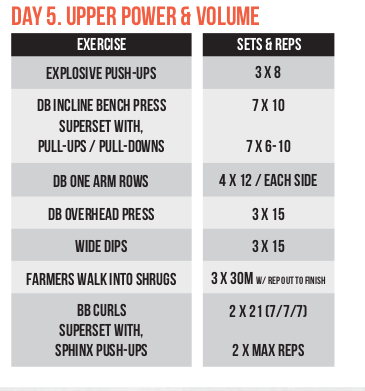 DAY 5. UPPER POWER & VOLUME
EXERCISE SETS & REPS
EXPLOSIVE PUSH-UPS 3 X 8
DB INCLINE BENCH PRESS 7 X 10
SUPERSET WITH,
PULL-UPS / PULL-DOWNS 7 X 6-10
DB ONE ARM ROWS 4 X 12 / EACH SIDE
DB OVERHEAD PRESS 3 X 15
WIDE DIPS 3 X 15
FARMERS WALK INTO SHRUGS 3 X 30M W/ REP OUT TO FINISH
BB CURLS 2 X 21 (7/7/7)
SUPERSET WITH,
SPHINX PUSH-UPS 2 X MAX REPS